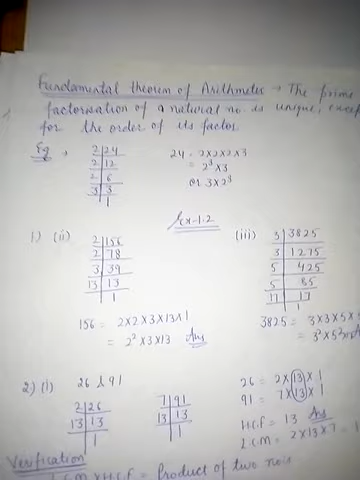 Fundamental theorem of Arithmetic → The prime
factorisation of a natural no. is unique, except
for the order of its factor.
Eg →
2 | 24
2 | 12
2 | 6
3 | 3
1
24 = 2×2×2×3
= 2³×3
or 3×2³
Ex-1.2
1) (ii)
2 | 156
2 | 78
3 | 39
13 | 13
1
156 = 2×2×3×13×1
= 2²×3×13 Ans
(iii)
3 | 3825
3 | 1275
5 | 425
5 | 85
17 | 17
1
3825 = 3×3×5×5
= 3²×5²×
2) (i) 26 & 91
2 | 26
13 | 13
1
7 | 91
13 | 13
1
26 = 2×13×1
91 = 7×13×1
H.C.F = 13 Ans
L.C.M = 2×13×7 = 1
Verification
L.C.M × H.C.F = Product of two nos